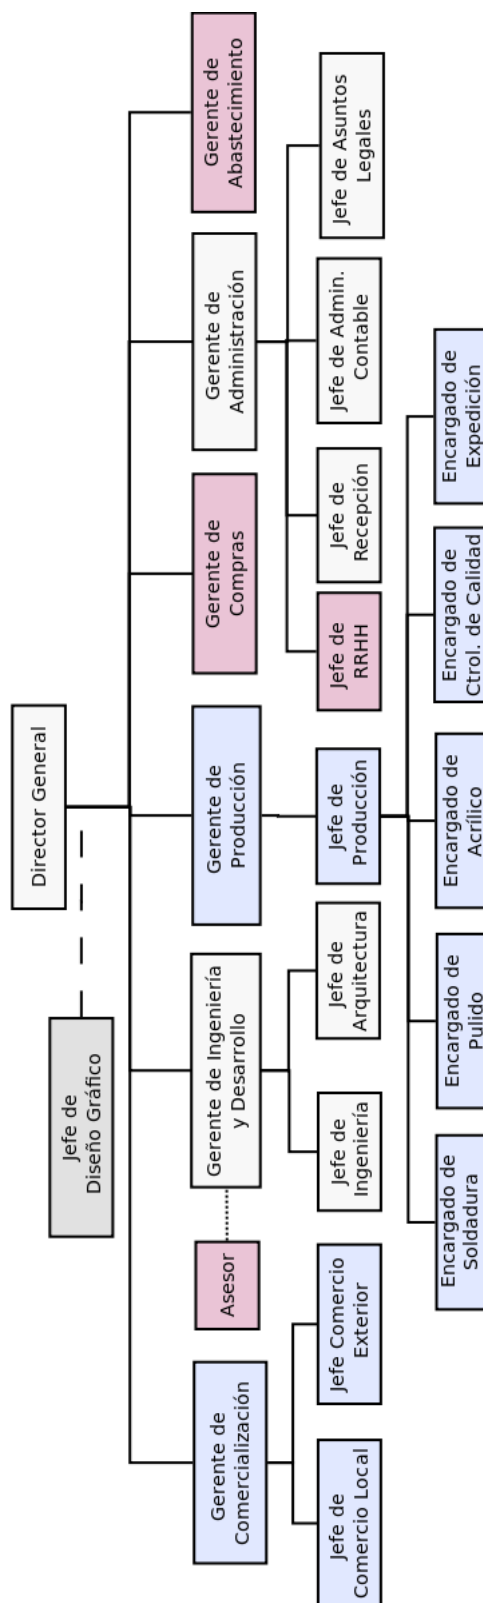 Director General
Jefe de
Diseño Gráfico
Gerente de
Comercialización
Asesor
Gerente de Ingeniería
y Desarrollo
Gerente de
Producción
Gerente de
Compras
Gerente de
Administración
Gerente de
Abastecimiento
Jefe de
Comercio Local
Jefe Comercio
Exterior
Jefe de
Ingeniería
Jefe de
Arquitectura
Jefe de
Producción
Jefe de
RRHH
Jefe de
Recepción
Jefe de Admin.
Contable
Jefe de Asuntos
Legales
Encargado de
Soldadura
Encargado de
Pulido
Encargado de
Acrílico
Encargado de
Ctrol. de Calidad
Encargado de
Expedición